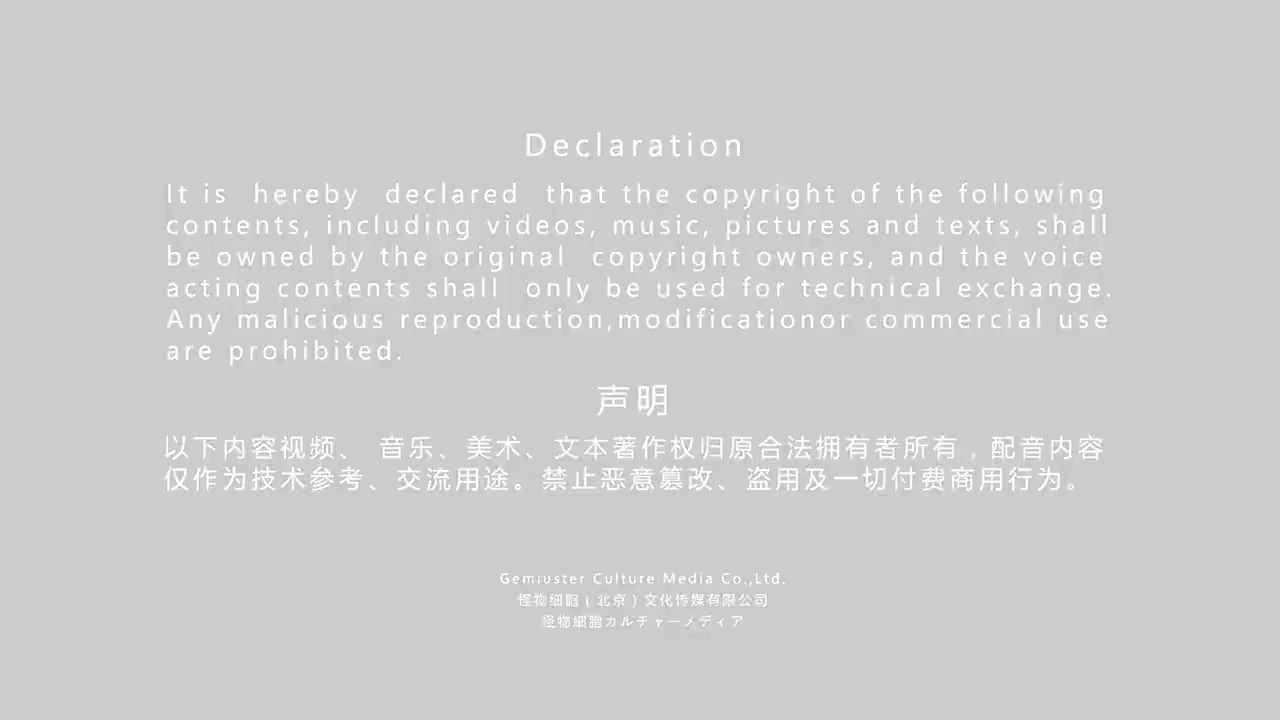 Declaration
It is hereby declared that the copyright of the following
contents, including videos, music, pictures and texts, shall
be owned by the original copyright owners, and the voice
acting contents shall only be used for technical exchange.
Any malicious reproduction,modificationor commercial use
are prohibited.
声明
以下内容视频、 音乐、美术、文本著作权归原合法拥有者所有，配音内容
仅作为技术参考、交流用途。禁止恶意篡改、盗用及一切付费商用行为。
Gemiuster Culture Media Co.,Ltd.
怪物细胞（北京）文化传媒有限公司
怪物細胞カルチャーメディア